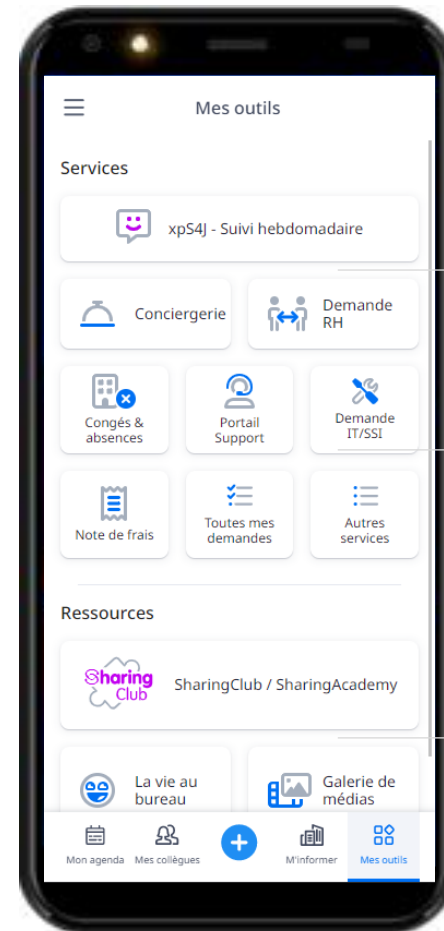 Mes outils
Services
xpS4J - Suivi hebdomadaire
Conciergerie
Demande
RH
Congés &
absences
Portail
Support
Demande
IT/SSI
Note de frais
Toutes mes
demandes
Autres
services
Ressources
Sharing
Club
SharingClub / SharingAcademy
La vie au
bureau
Galerie de
médias
Mon agenda
Mes collègues
M'informer
Mes outils